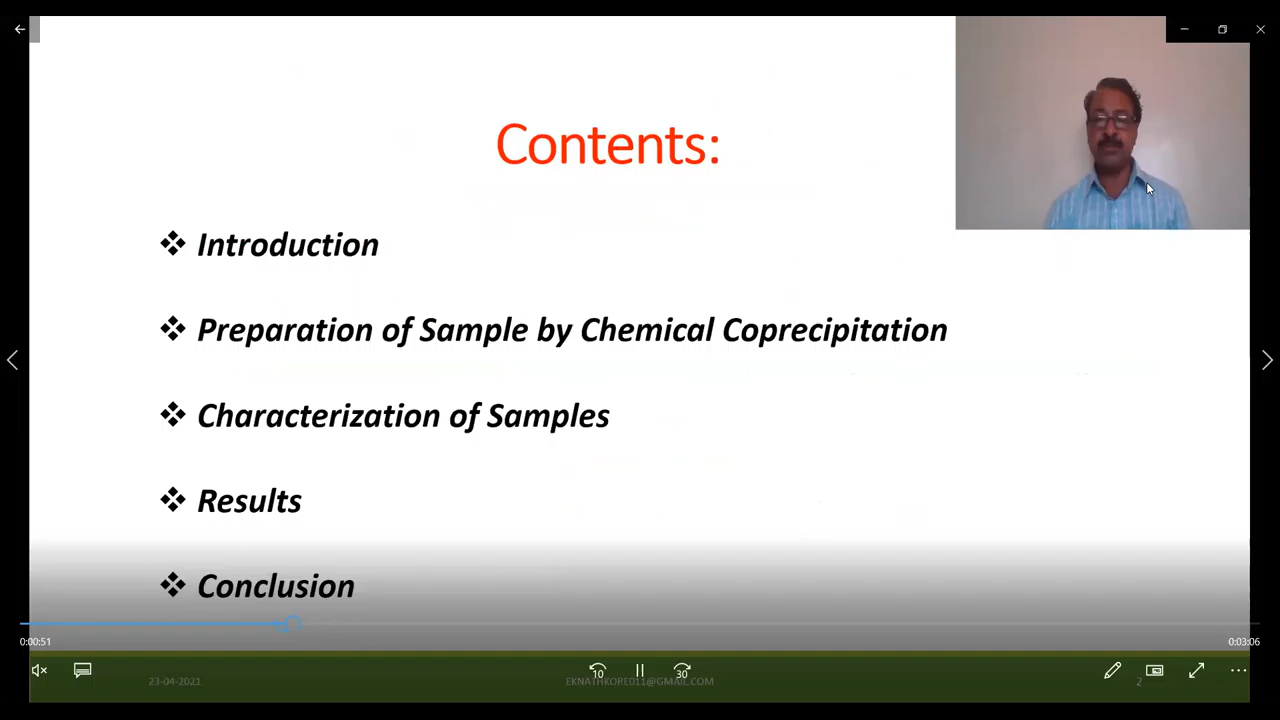 Contents:
❖ Introduction
❖ Preparation of Sample by Chemical Coprecipitation
❖ Characterization of Samples
❖ Results
❖ Conclusion
0:00:51
0:03:06
10
30
23-04-2021
EKNATHKORE011@GMAIL.COM
2